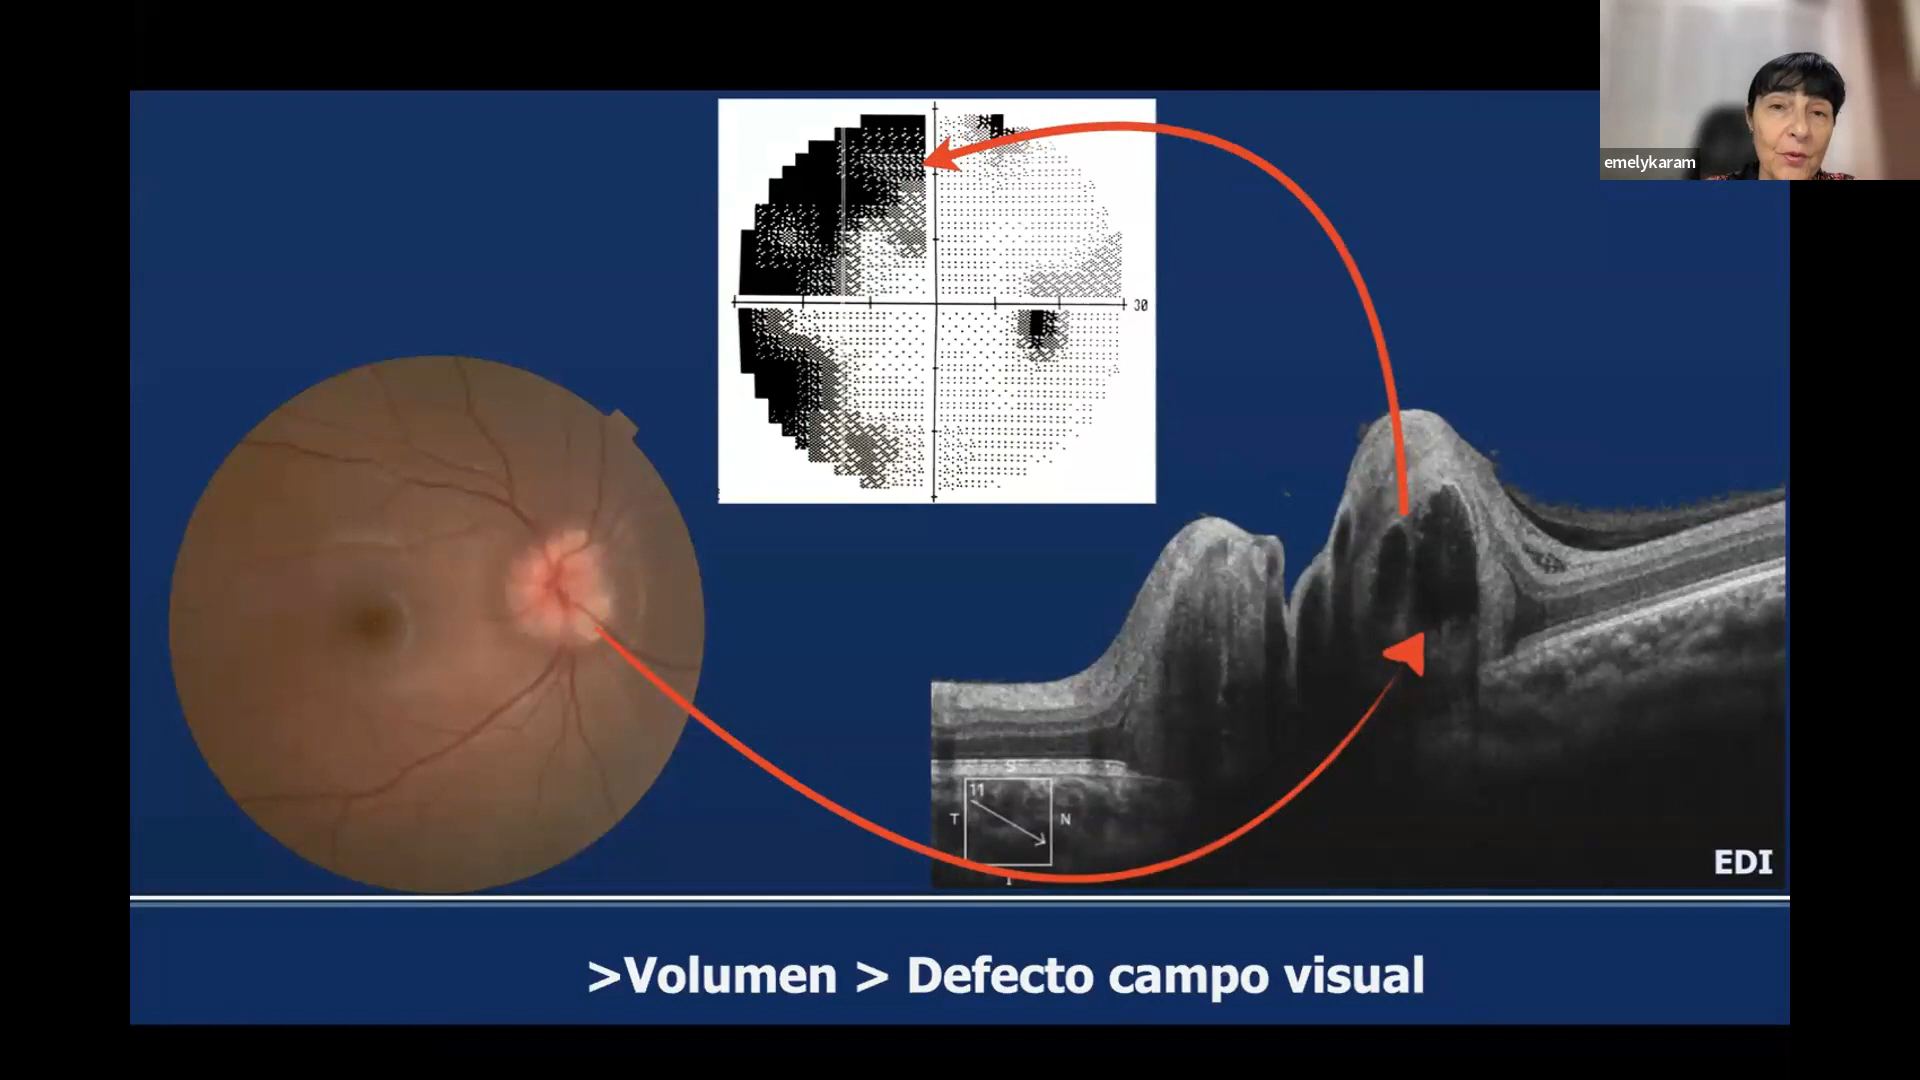 emelykaram
30
S
11
T
N
I
EDI
>Volumen > Defecto campo visual